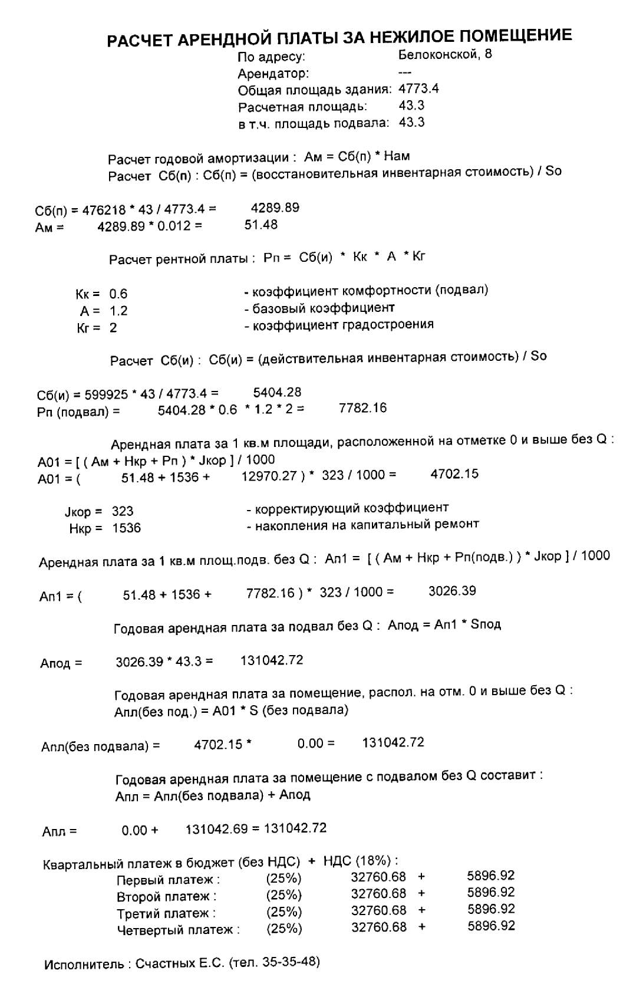 РАСЧЕТ АРЕНДНОЙ ПЛАТЫ ЗА НЕЖИЛОЕ ПОМЕЩЕНИЕ
По адресу: Белоконской, 8
Арендатор: ---
Общая площадь здания: 4773.4
Расчетная площадь: 43.3
в т.ч. площадь подвала: 43.3
Расчет годовой амортизации : Ам = Сб(п) * Нам
Расчет Сб(п) : Сб(п) = (восстановительная инвентарная стоимость) / So
Сб(п) = 476218 * 43 / 4773.4 = 4289.89
Ам = 4289.89 * 0.012 = 51.48
Расчет рентной платы : Рп = Сб(и) * Кк * А * Кг
Кк = 0.6 - коэффициент комфортности (подвал)
А = 1.2 - базовый коэффициент
Кг = 2 - коэффициент градостроения
Расчет Сб(и) : Сб(и) = (действительная инвентарная стоимость) / So
Сб(и) = 599925 * 43 / 4773.4 = 5404.28
Рп (подвал) = 5404.28 * 0.6 * 1.2 * 2 = 7782.16
Арендная плата за 1 кв.м площади, расположенной на отметке 0 и выше без Q :
А01 = [ ( Ам + Нкр + Рп ) * Jкор ] / 1000
А01 = ( 51.48 + 1536 + 12970.27 ) * 323 / 1000 = 4702.15
Jкор = 323 - корректирующий коэффициент
Нкр = 1536 - накопления на капитальный ремонт
Арендная плата за 1 кв.м площ.подв. без Q : Ап1 = [ ( Ам + Нкр + Рп(подв.) ) * Jкор ] / 1000
Ап1 = ( 51.48 + 1536 + 7782.16 ) * 323 / 1000 = 3026.39
Годовая арендная плата за подвал без Q : Апод = Ап1 * Sпод
Апод = 3026.39 * 43.3 = 131042.72
Годовая арендная плата за помещение, распол. на отм. 0 и выше без Q :
Апл(без под.) = А01 * S (без подвала)
Апл(без подвала) = 4702.15 * 0.00 = 131042.72
Годовая арендная плата за помещение с подвалом без Q составит :
Апл = Апл(без подвала) + Апод
Апл = 0.00 + 131042.69 = 131042.72
Квартальный платеж в бюджет (без НДС) + НДС (18%) :
Первый платеж : (25%) 32760.68 + 5896.92
Второй платеж : (25%) 32760.68 + 5896.92
Третий платеж : (25%) 32760.68 + 5896.92
Четвертый платеж : (25%) 32760.68 + 5896.92
Исполнитель : Счастных Е.С. (тел. 35-35-48)